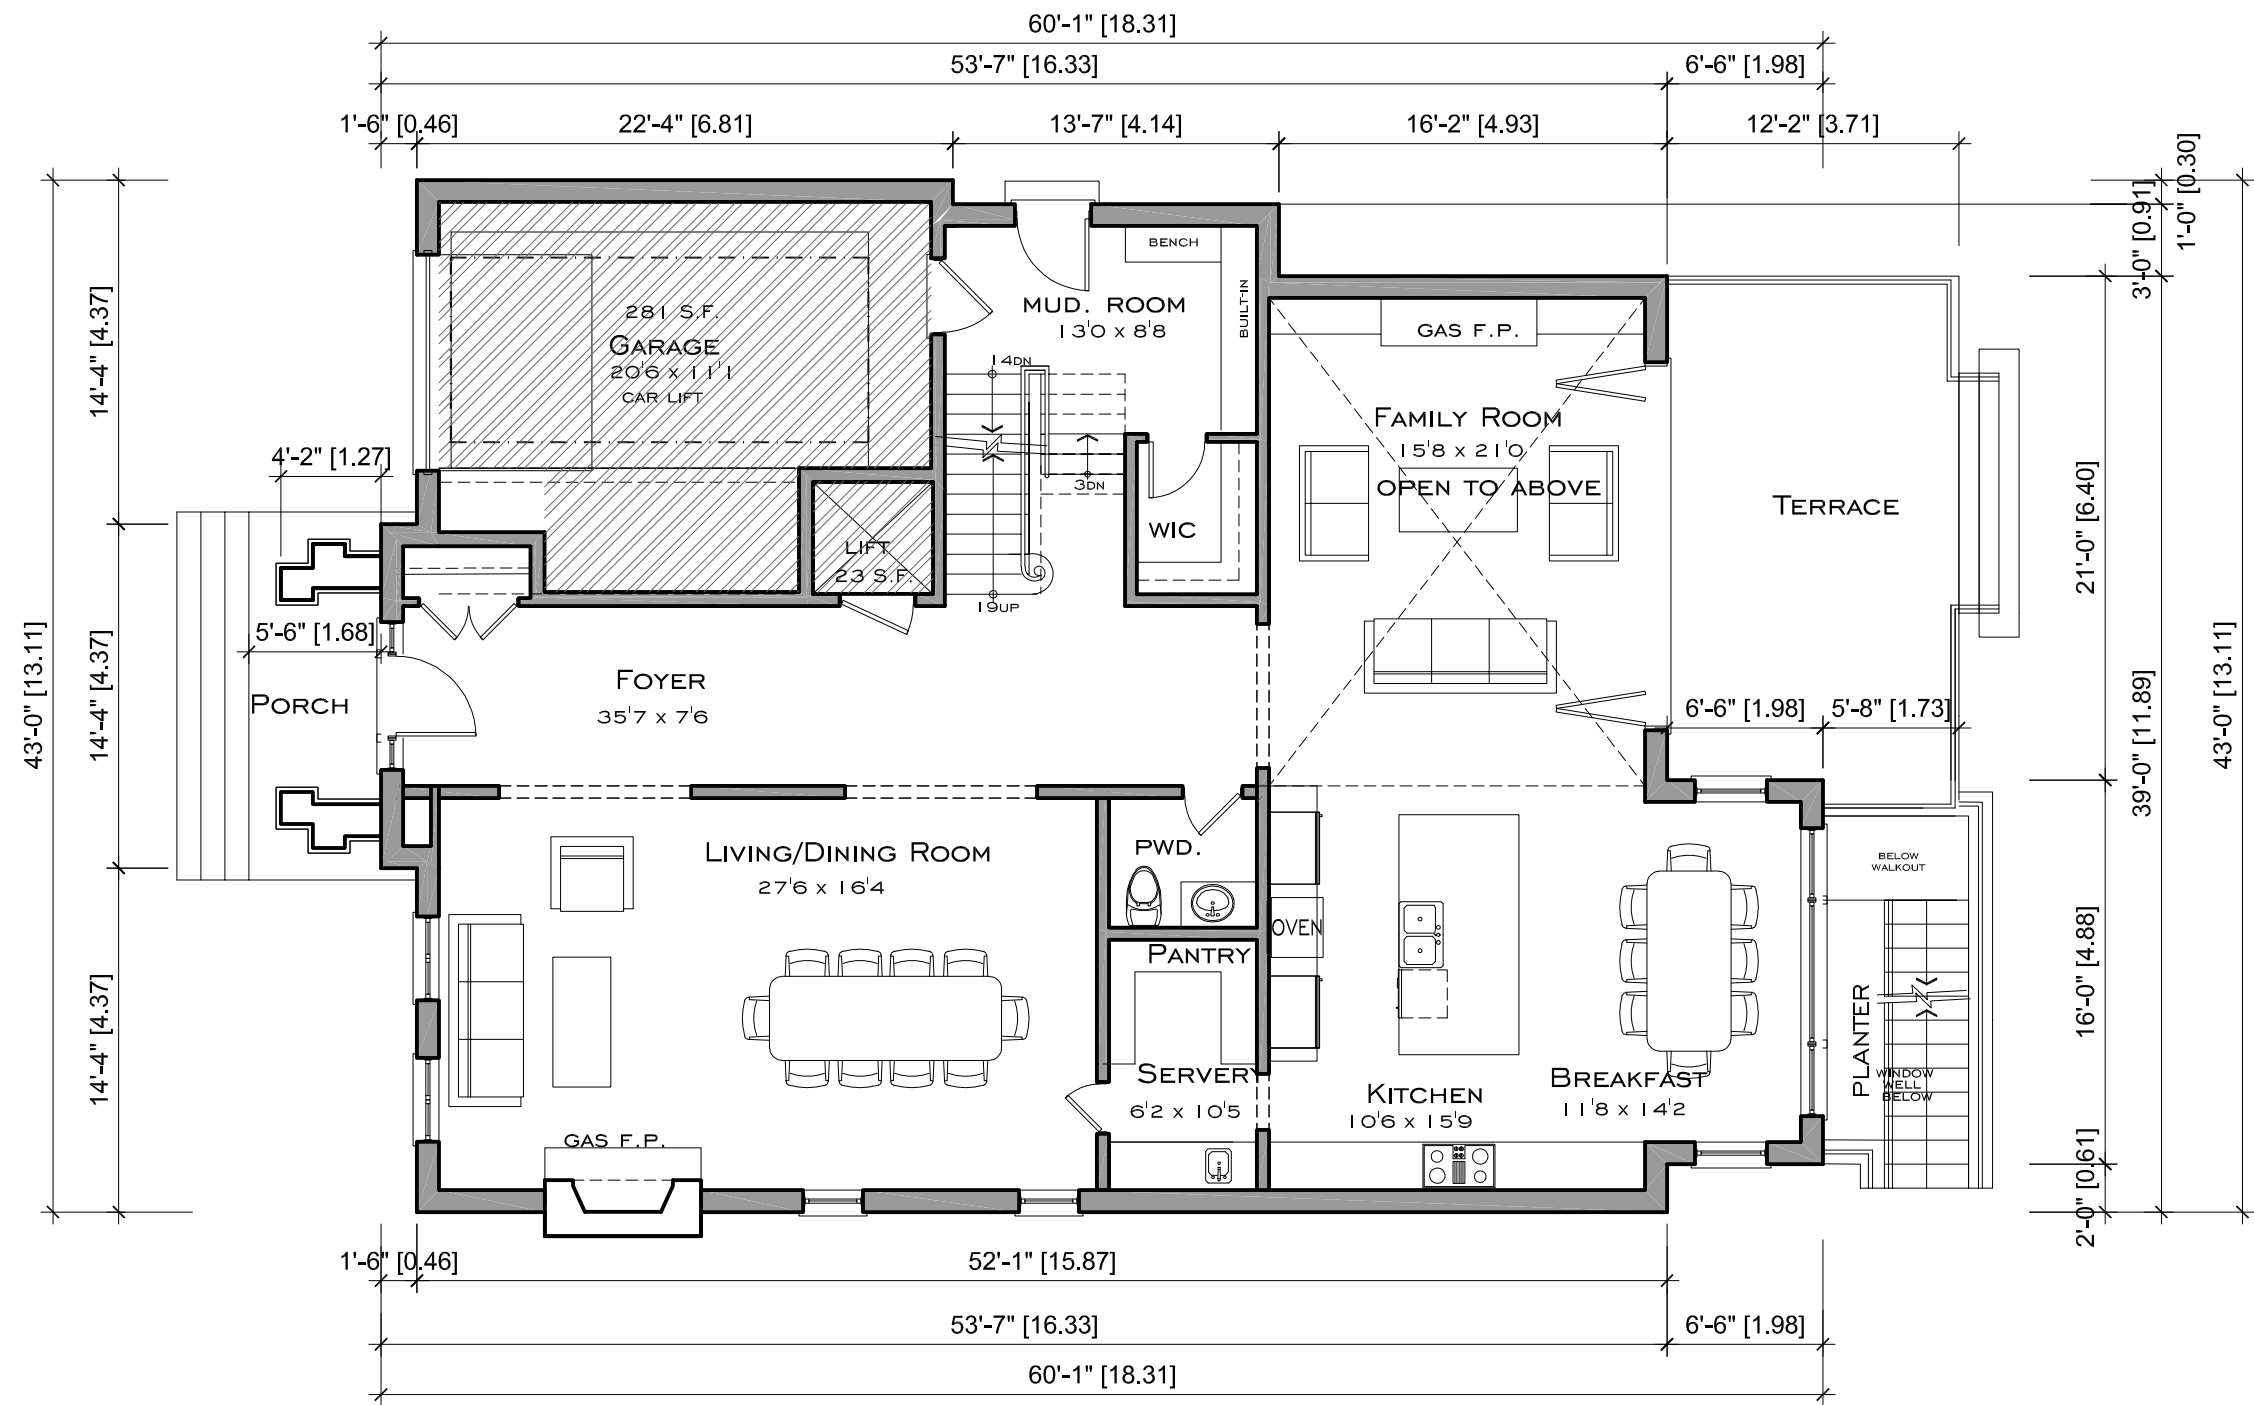 60'-1" [18.31]
53'-7" [16.33]
6'-6" [1.98]
1'-6" [0.46]
22'-4" [6.81]
13'-7" [4.14]
16'-2" [4.93]
12'-2" [3.71]
1'-0" [0.30]
3'-0" [0.91]
14'-4" [4.37]
281 S.F.
GARAGE
20'6 x 11'1
CAR LIFT
BENCH
MUD. ROOM
13'0 x 8'8
BUILT-IN
14DN
3DN
19UP
GAS F.P.
FAMILY ROOM
15'8 x 21'0
OPEN TO ABOVE
TERRACE
WIC
LIFT
23 S.F.
4'-2" [1.27]
5'-6" [1.68]
PORCH
43'-0" [13.11]
14'-4" [4.37]
FOYER
35'7 x 7'6
21'-0" [6.40]
6'-6" [1.98]
5'-8" [1.73]
39'-0" [11.89]
43'-0" [13.11]
LIVING/DINING ROOM
27'6 x 16'4
PWD.
OVEN
PANTRY
SERVERY
6'2 x 10'5
KITCHEN
10'6 x 15'9
BREAKFAST
11'8 x 14'2
BELOW
WALKOUT
PLANTER
WINDOW
WELL
BELOW
14'-4" [4.37]
16'-0" [4.88]
2'-0" [0.61]
GAS F.P.
1'-6" [0.46]
52'-1" [15.87]
53'-7" [16.33]
6'-6" [1.98]
60'-1" [18.31]